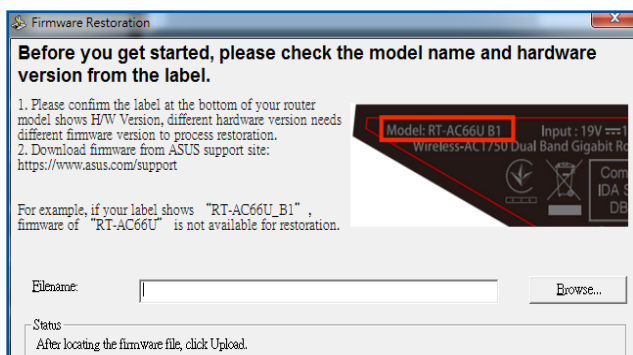 Firmware Restoration
Before you get started, please check the model name and hardware
version from the label.
1. Please confirm the label at the bottom of your router
model shows H/W Version, different hardware version needs
different firmware version to process restoration.
2. Download firmware from ASUS support site:
https://www.asus.com/support
For example, if your label shows “RT-AC66U_B1”,
firmware of “RT-AC66U” is not available for restoration.
Model: RT-AC66U B1 Input : 19V
Wireless-AC1750 Dual Band Gigabit
Com
IDA S
DB
Filename:
Browse...
Status
After locating the firmware file, click Upload.